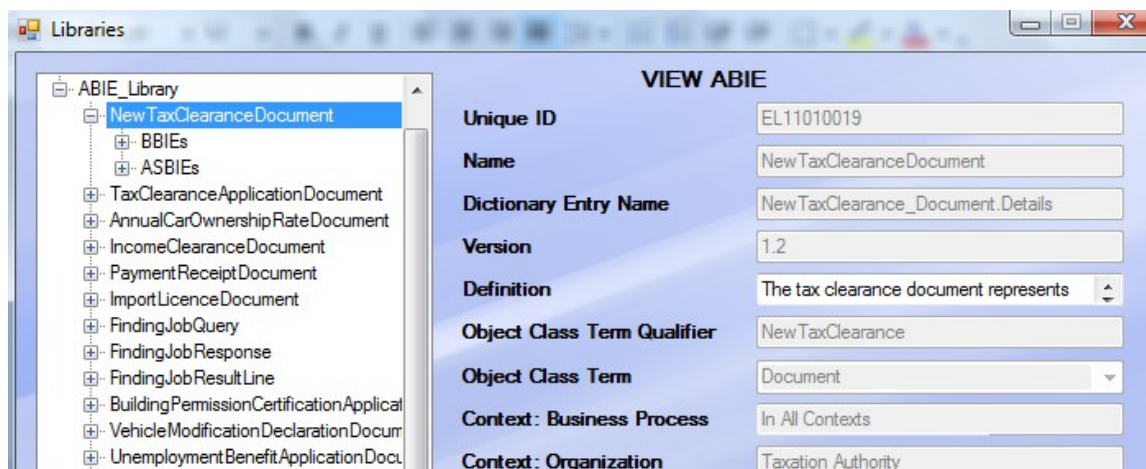 Libraries
ABIE_Library
NewTaxClearanceDocument
BBIEs
ASBIEs
TaxClearanceApplicationDocument
AnnualCarOwnershipRateDocument
IncomeClearanceDocument
PaymentReceiptDocument
ImportLicenceDocument
FindingJobQuery
FindingJobResponse
FindingJobResultLine
BuildingPermissionCertificationApplicat
VehicleModificationDeclarationDocum
UnemploymentBenefitApplicationDocu
VIEW ABIE
Unique ID EL11010019
Name NewTaxClearanceDocument
Dictionary Entry Name NewTaxClearance_Document.Details
Version 1.2
Definition The tax clearance document represents
Object Class Term Qualifier NewTaxClearance
Object Class Term Document
Context: Business Process In All Contexts
Context: Organization Taxation Authority